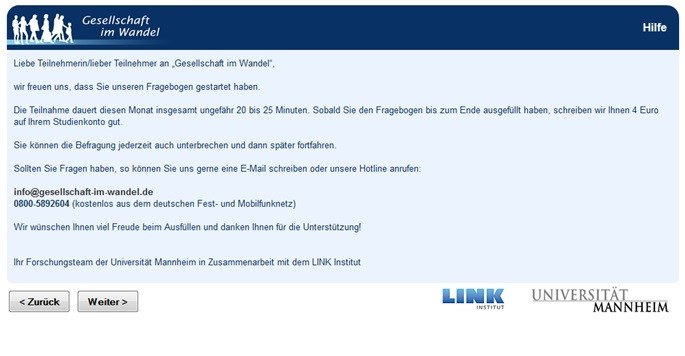 Gesellschaft
im Wandel
Hilfe
Liebe Teilnehmerin/lieber Teilnehmer an „Gesellschaft im Wandel“,
wir freuen uns, dass Sie unseren Fragebogen gestartet haben.
Die Teilnahme dauert diesen Monat insgesamt ungefähr 20 bis 25 Minuten. Sobald Sie den Fragebogen bis zum Ende ausgefüllt haben, schreiben wir Ihnen 4 Euro
auf Ihrem Studienkonto gut.
Sie können die Befragung jederzeit auch unterbrechen und dann später fortfahren.
Sollten Sie Fragen haben, so können Sie uns gerne eine E-Mail schreiben oder unsere Hotline anrufen:
info@gesellschaft-im-wandel.de
0800-5892604 (kostenlos aus dem deutschen Fest- und Mobilfunknetz)
Wir wünschen Ihnen viel Freude beim Ausfüllen und danken Ihnen für die Unterstützung!
Ihr Forschungsteam der Universität Mannheim in Zusammenarbeit mit dem LINK Institut
< Zurück
Weiter >
LINK
INSTITUT
UNIVERSITÄT
MANNHEIM